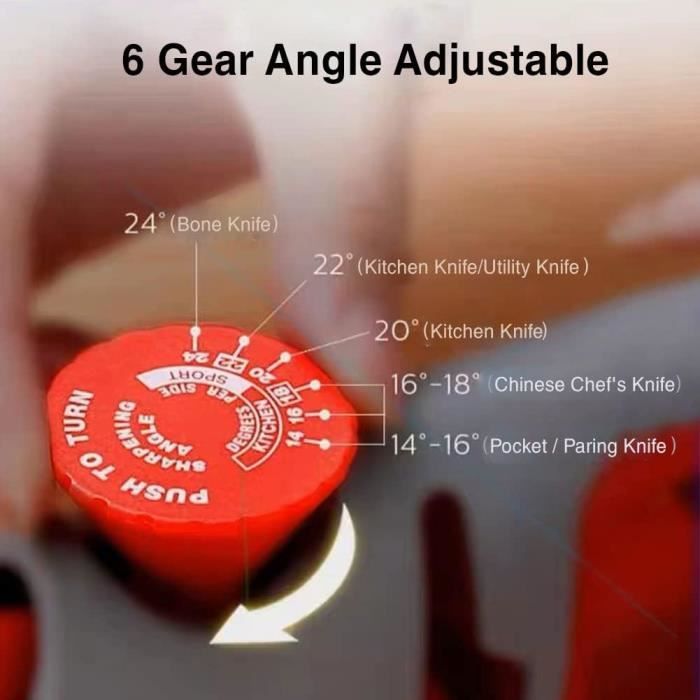 6 Gear Angle Adjustable
24°(Bone Knife)
22°(Kitchen Knife/Utility Knife)
20°(Kitchen Knife)
16°-18°(Chinese Chef's Knife)
14°-16°(Pocket / Paring Knife)
24 22 20 18 16 14
SPORT
KITCHEN
DEGREES PER SIDE
SHARPENING
ANGLE
PUSH TO TURN